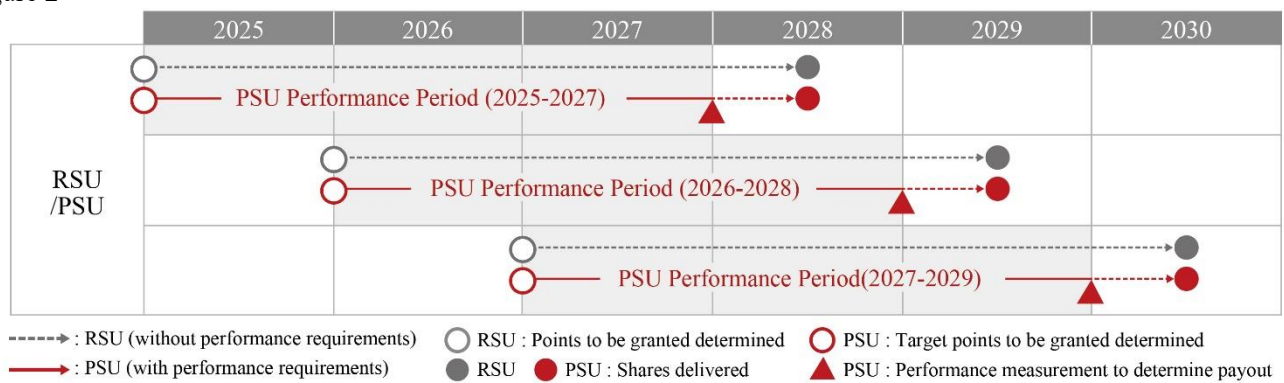 2025 2026 2027 2028 2029 2030
PSU Performance Period (2025-2027)
RSU
/PSU
PSU Performance Period (2026-2028)
PSU Performance Period(2027-2029)
: RSU (without performance requirements) RSU : Points to be granted determined PSU : Target points to be granted determined
: PSU (with performance requirements) RSU PSU : Shares delivered PSU : Performance measurement to determine payout